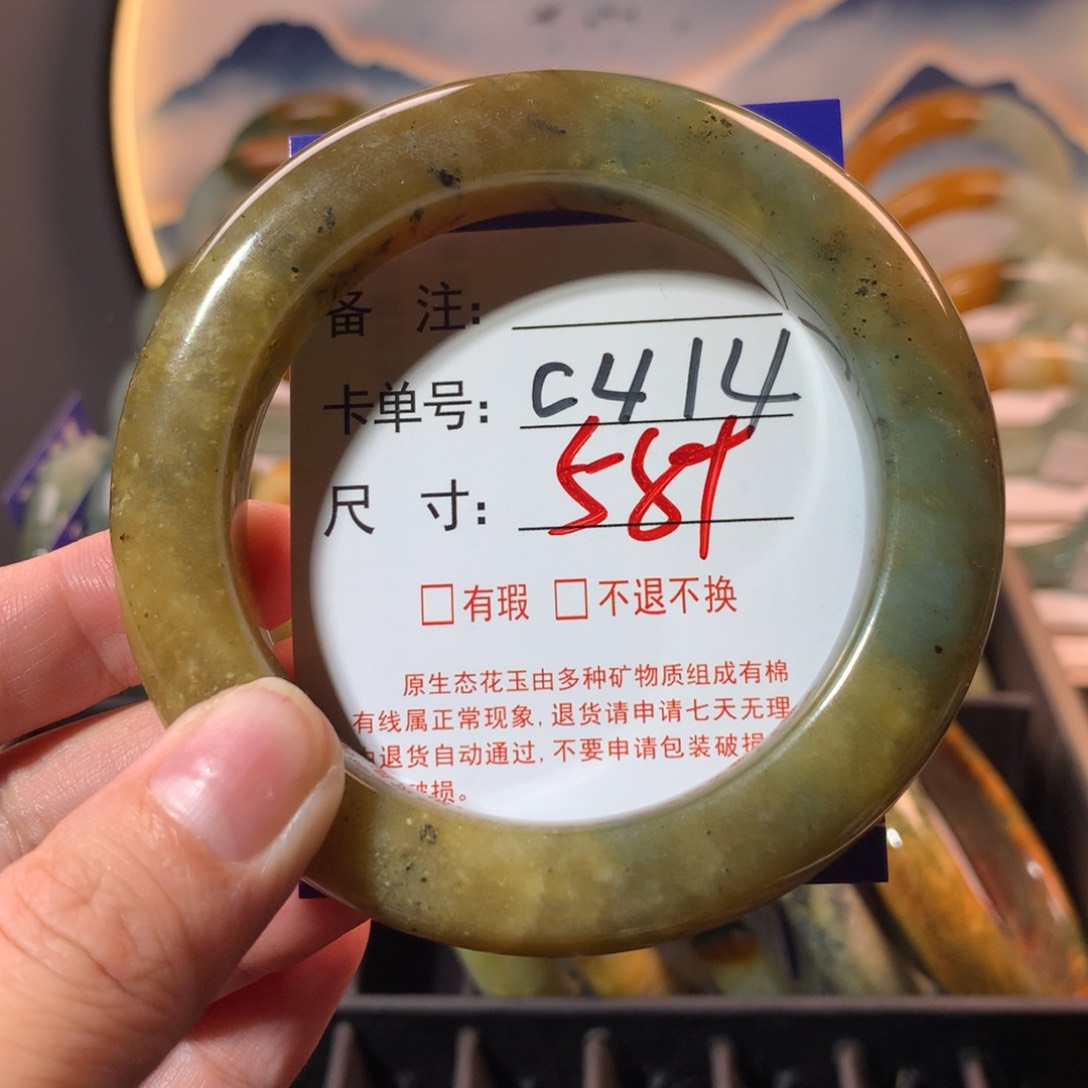 备 注:
卡单号: C414
尺 寸: 58+
□有瑕 □不退不换
原生态花玉由多种矿物质组成有棉
有线属正常现象,退货请申请七天无理
由退货自动通过,不要申请包装破损
破损。